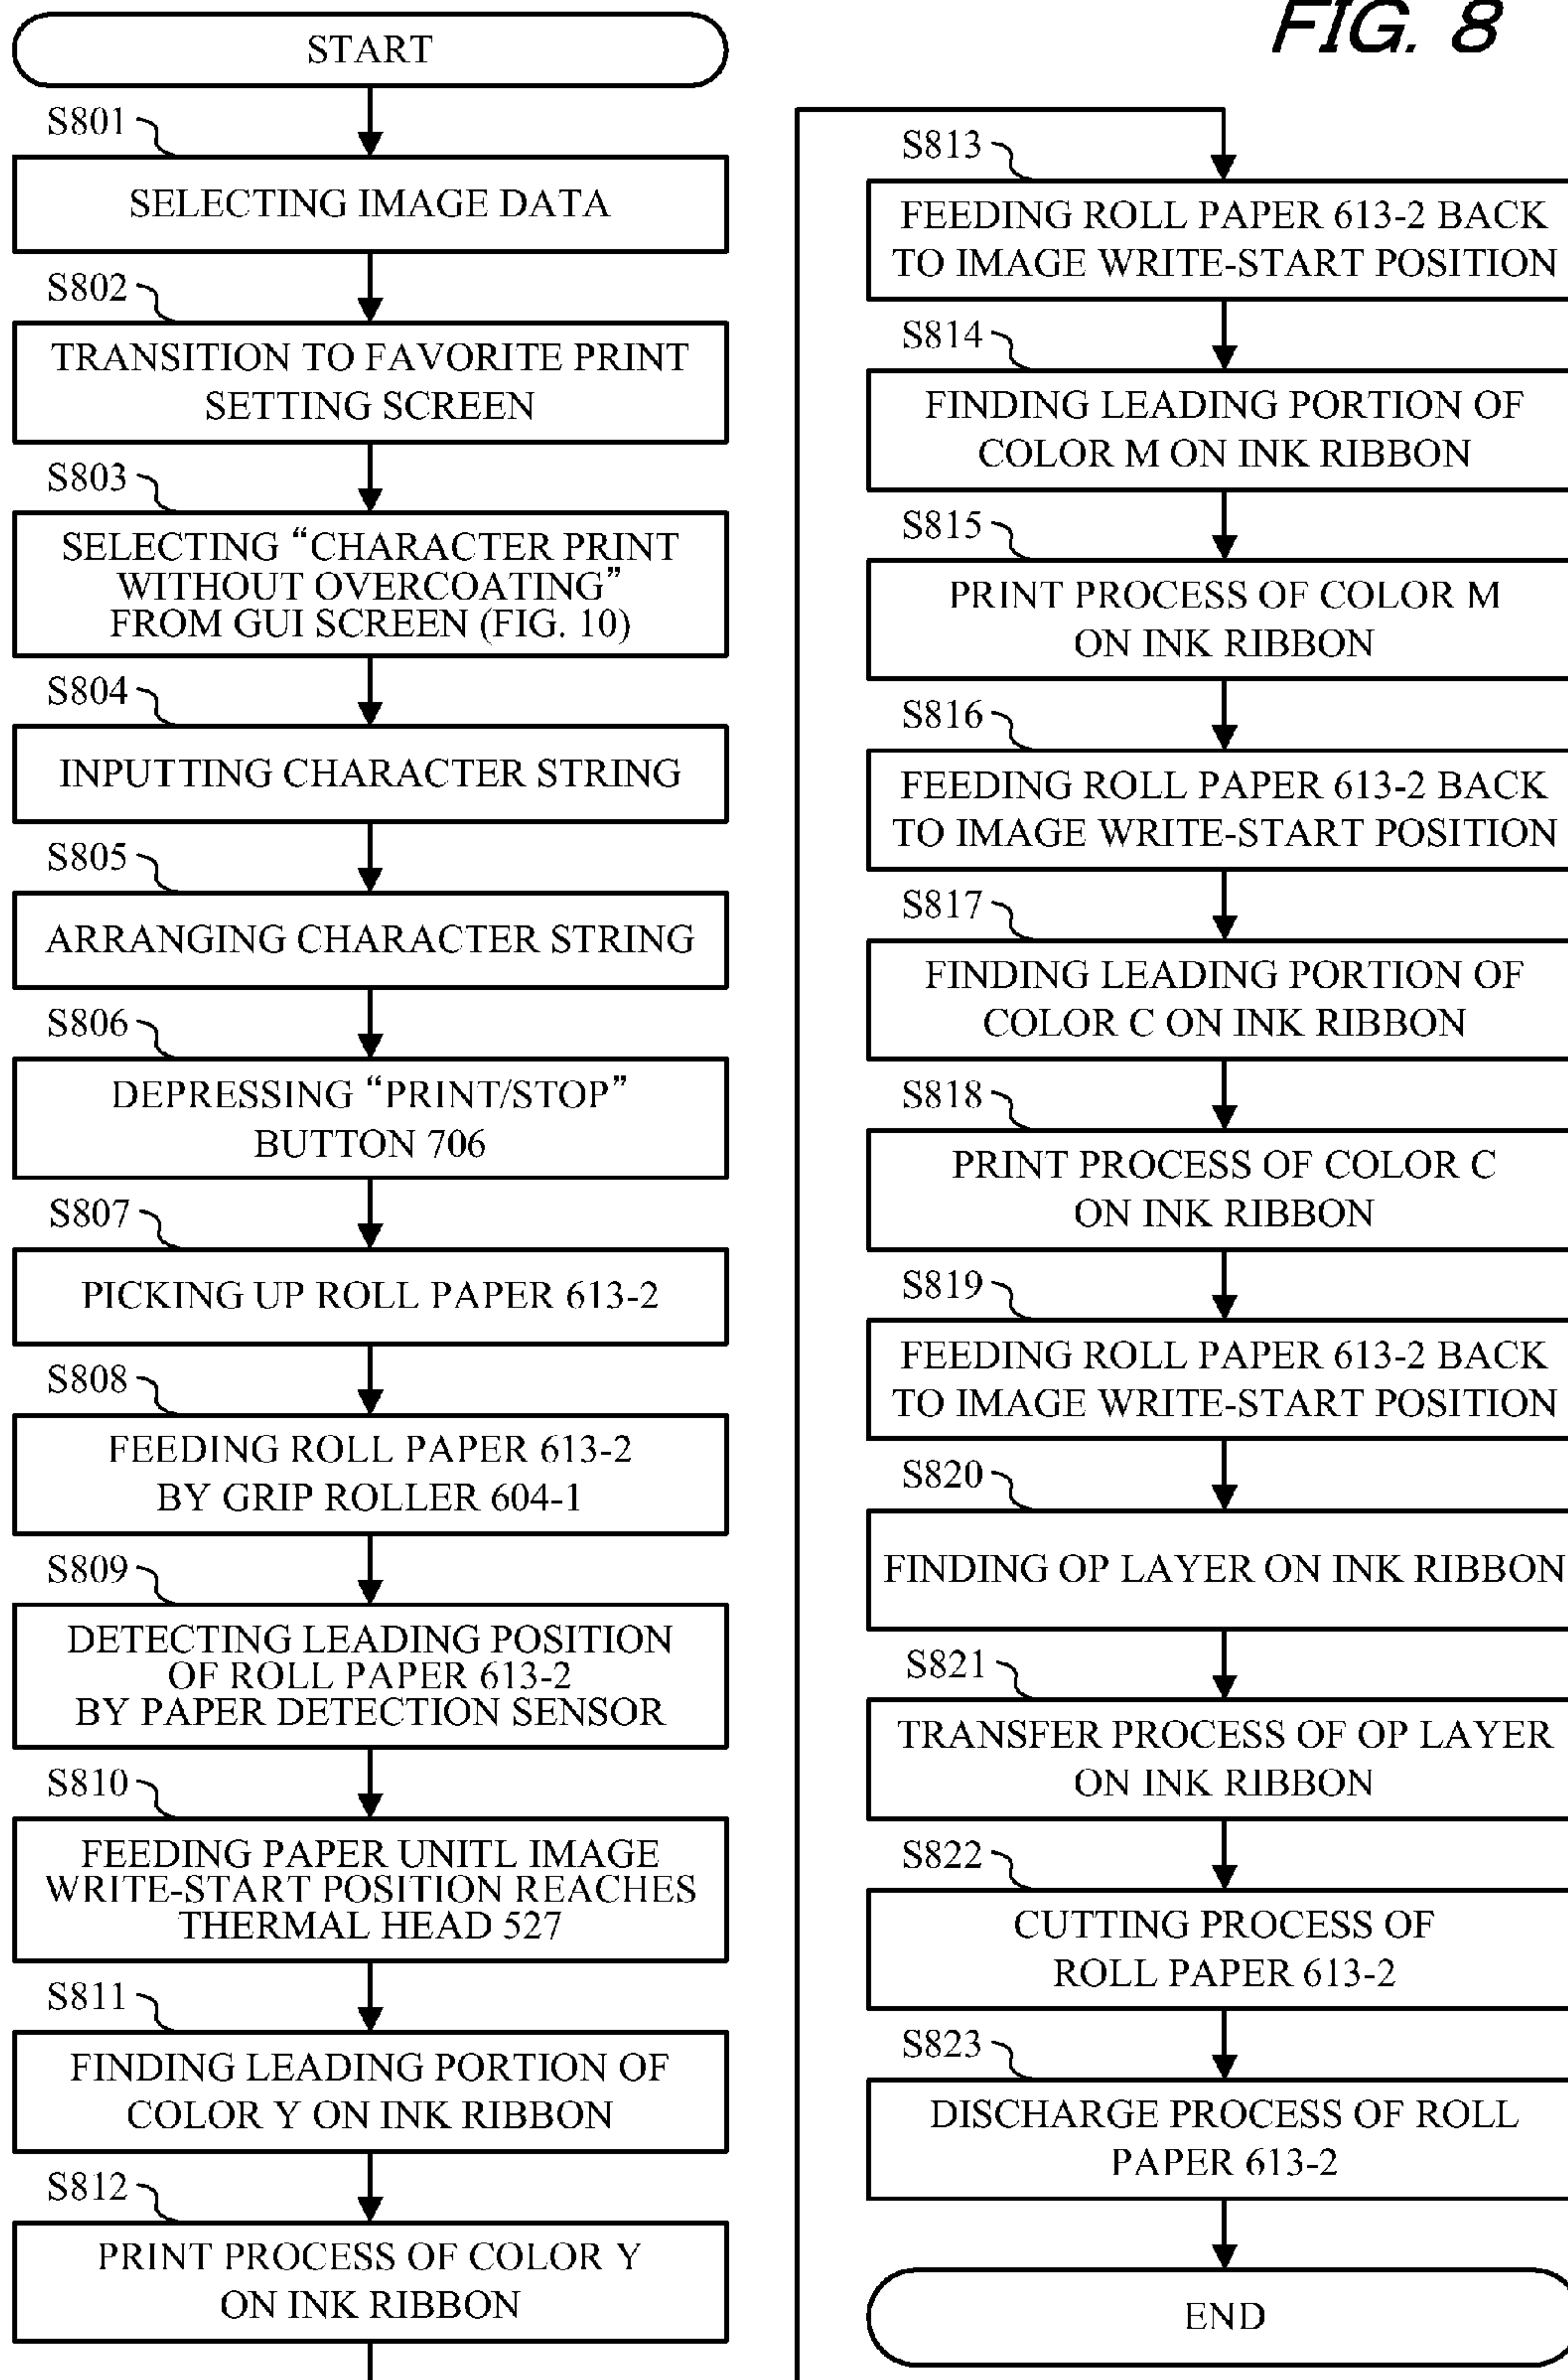 FIG. 8
START
S801
SELECTING IMAGE DATA
S802
TRANSITION TO FAVORITE PRINT
SETTING SCREEN
S803
SELECTING “CHARACTER PRINT
WITHOUT OVERCOATING”
FROM GUI SCREEN (FIG. 10)
S804
INPUTTING CHARACTER STRING
S805
ARRANGING CHARACTER STRING
S806
DEPRESSING “PRINT/STOP”
BUTTON 706
S807
PICKING UP ROLL PAPER 613-2
S808
FEEDING ROLL PAPER 613-2
BY GRIP ROLLER 604-1
S809
DETECTING LEADING POSITION
OF ROLL PAPER 613-2
BY PAPER DETECTION SENSOR
S810
FEEDING PAPER UNITL IMAGE
WRITE-START POSITION REACHES
THERMAL HEAD 527
S811
FINDING LEADING PORTION OF
COLOR Y ON INK RIBBON
S812
PRINT PROCESS OF COLOR Y
ON INK RIBBON
S813
FEEDING ROLL PAPER 613-2 BACK
TO IMAGE WRITE-START POSITION
S814
FINDING LEADING PORTION OF
COLOR M ON INK RIBBON
S815
PRINT PROCESS OF COLOR M
ON INK RIBBON
S816
FEEDING ROLL PAPER 613-2 BACK
TO IMAGE WRITE-START POSITION
S817
FINDING LEADING PORTION OF
COLOR C ON INK RIBBON
S818
PRINT PROCESS OF COLOR C
ON INK RIBBON
S819
FEEDING ROLL PAPER 613-2 BACK
TO IMAGE WRITE-START POSITION
S820
FINDING OP LAYER ON INK RIBBON
S821
TRANSFER PROCESS OF OP LAYER
ON INK RIBBON
S822
CUTTING PROCESS OF
ROLL PAPER 613-2
S823
DISCHARGE PROCESS OF ROLL
PAPER 613-2
END